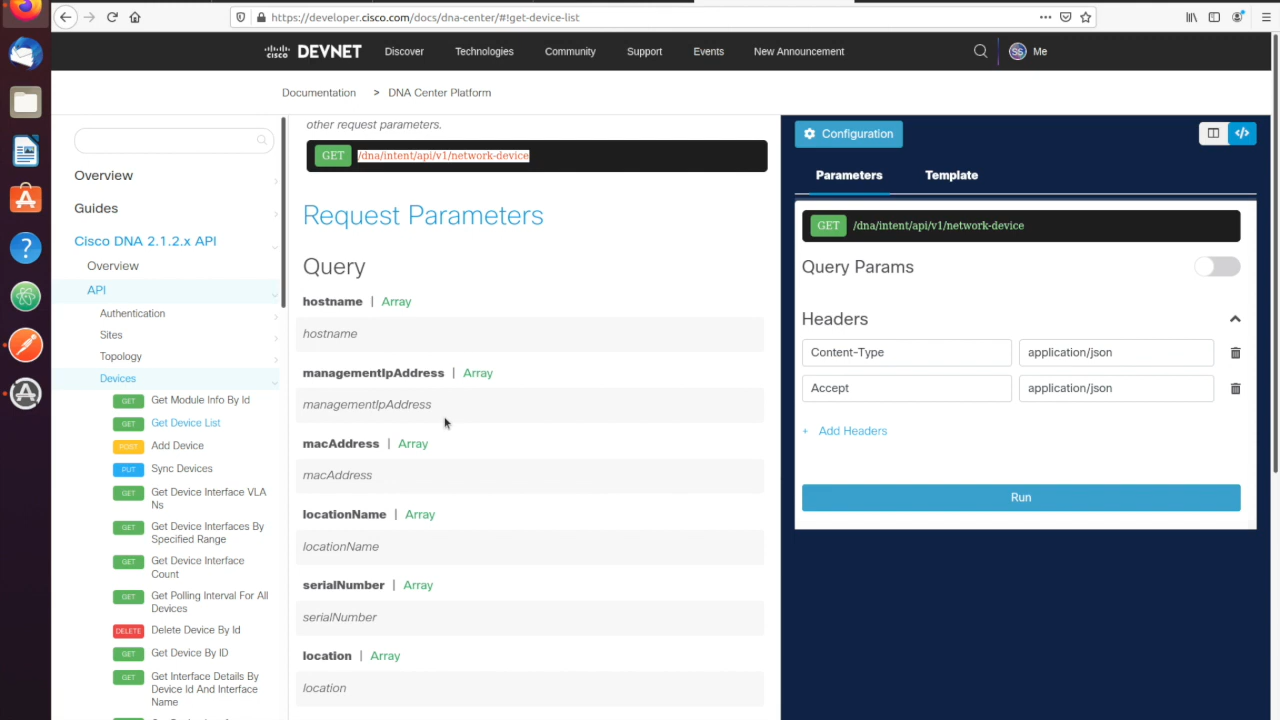 https://developer.cisco.com/docs/dna-center/#!get-device-list
cisco DEVNET
Discover
Technologies
Community
Support
Events
New Announcement
SS Me
Documentation > DNA Center Platform
Overview
Guides
Cisco DNA 2.1.2.x API
Overview
API
Authentication
Sites
Topology
Devices
GET Get Module Info By Id
GET Get Device List
POST Add Device
PUT Sync Devices
GET Get Device Interface VLA
Ns
GET Get Device Interfaces By
Specified Range
GET Get Device Interface
Count
GET Get Polling Interval For All
Devices
DELETE Delete Device By Id
GET Get Device By ID
GET Get Interface Details By
Device Id And Interface
Name
other request parameters.
GET /dna/intent/api/v1/network-device
Request Parameters
Query
hostname | Array
hostname
managementIpAddress | Array
managementIpAddress
macAddress | Array
macAddress
locationName | Array
locationName
serialNumber | Array
serialNumber
location | Array
location
Configuration
Parameters
Template
GET /dna/intent/api/v1/network-device
Query Params
Headers
Content-Type application/json
Accept application/json
+ Add Headers
Run